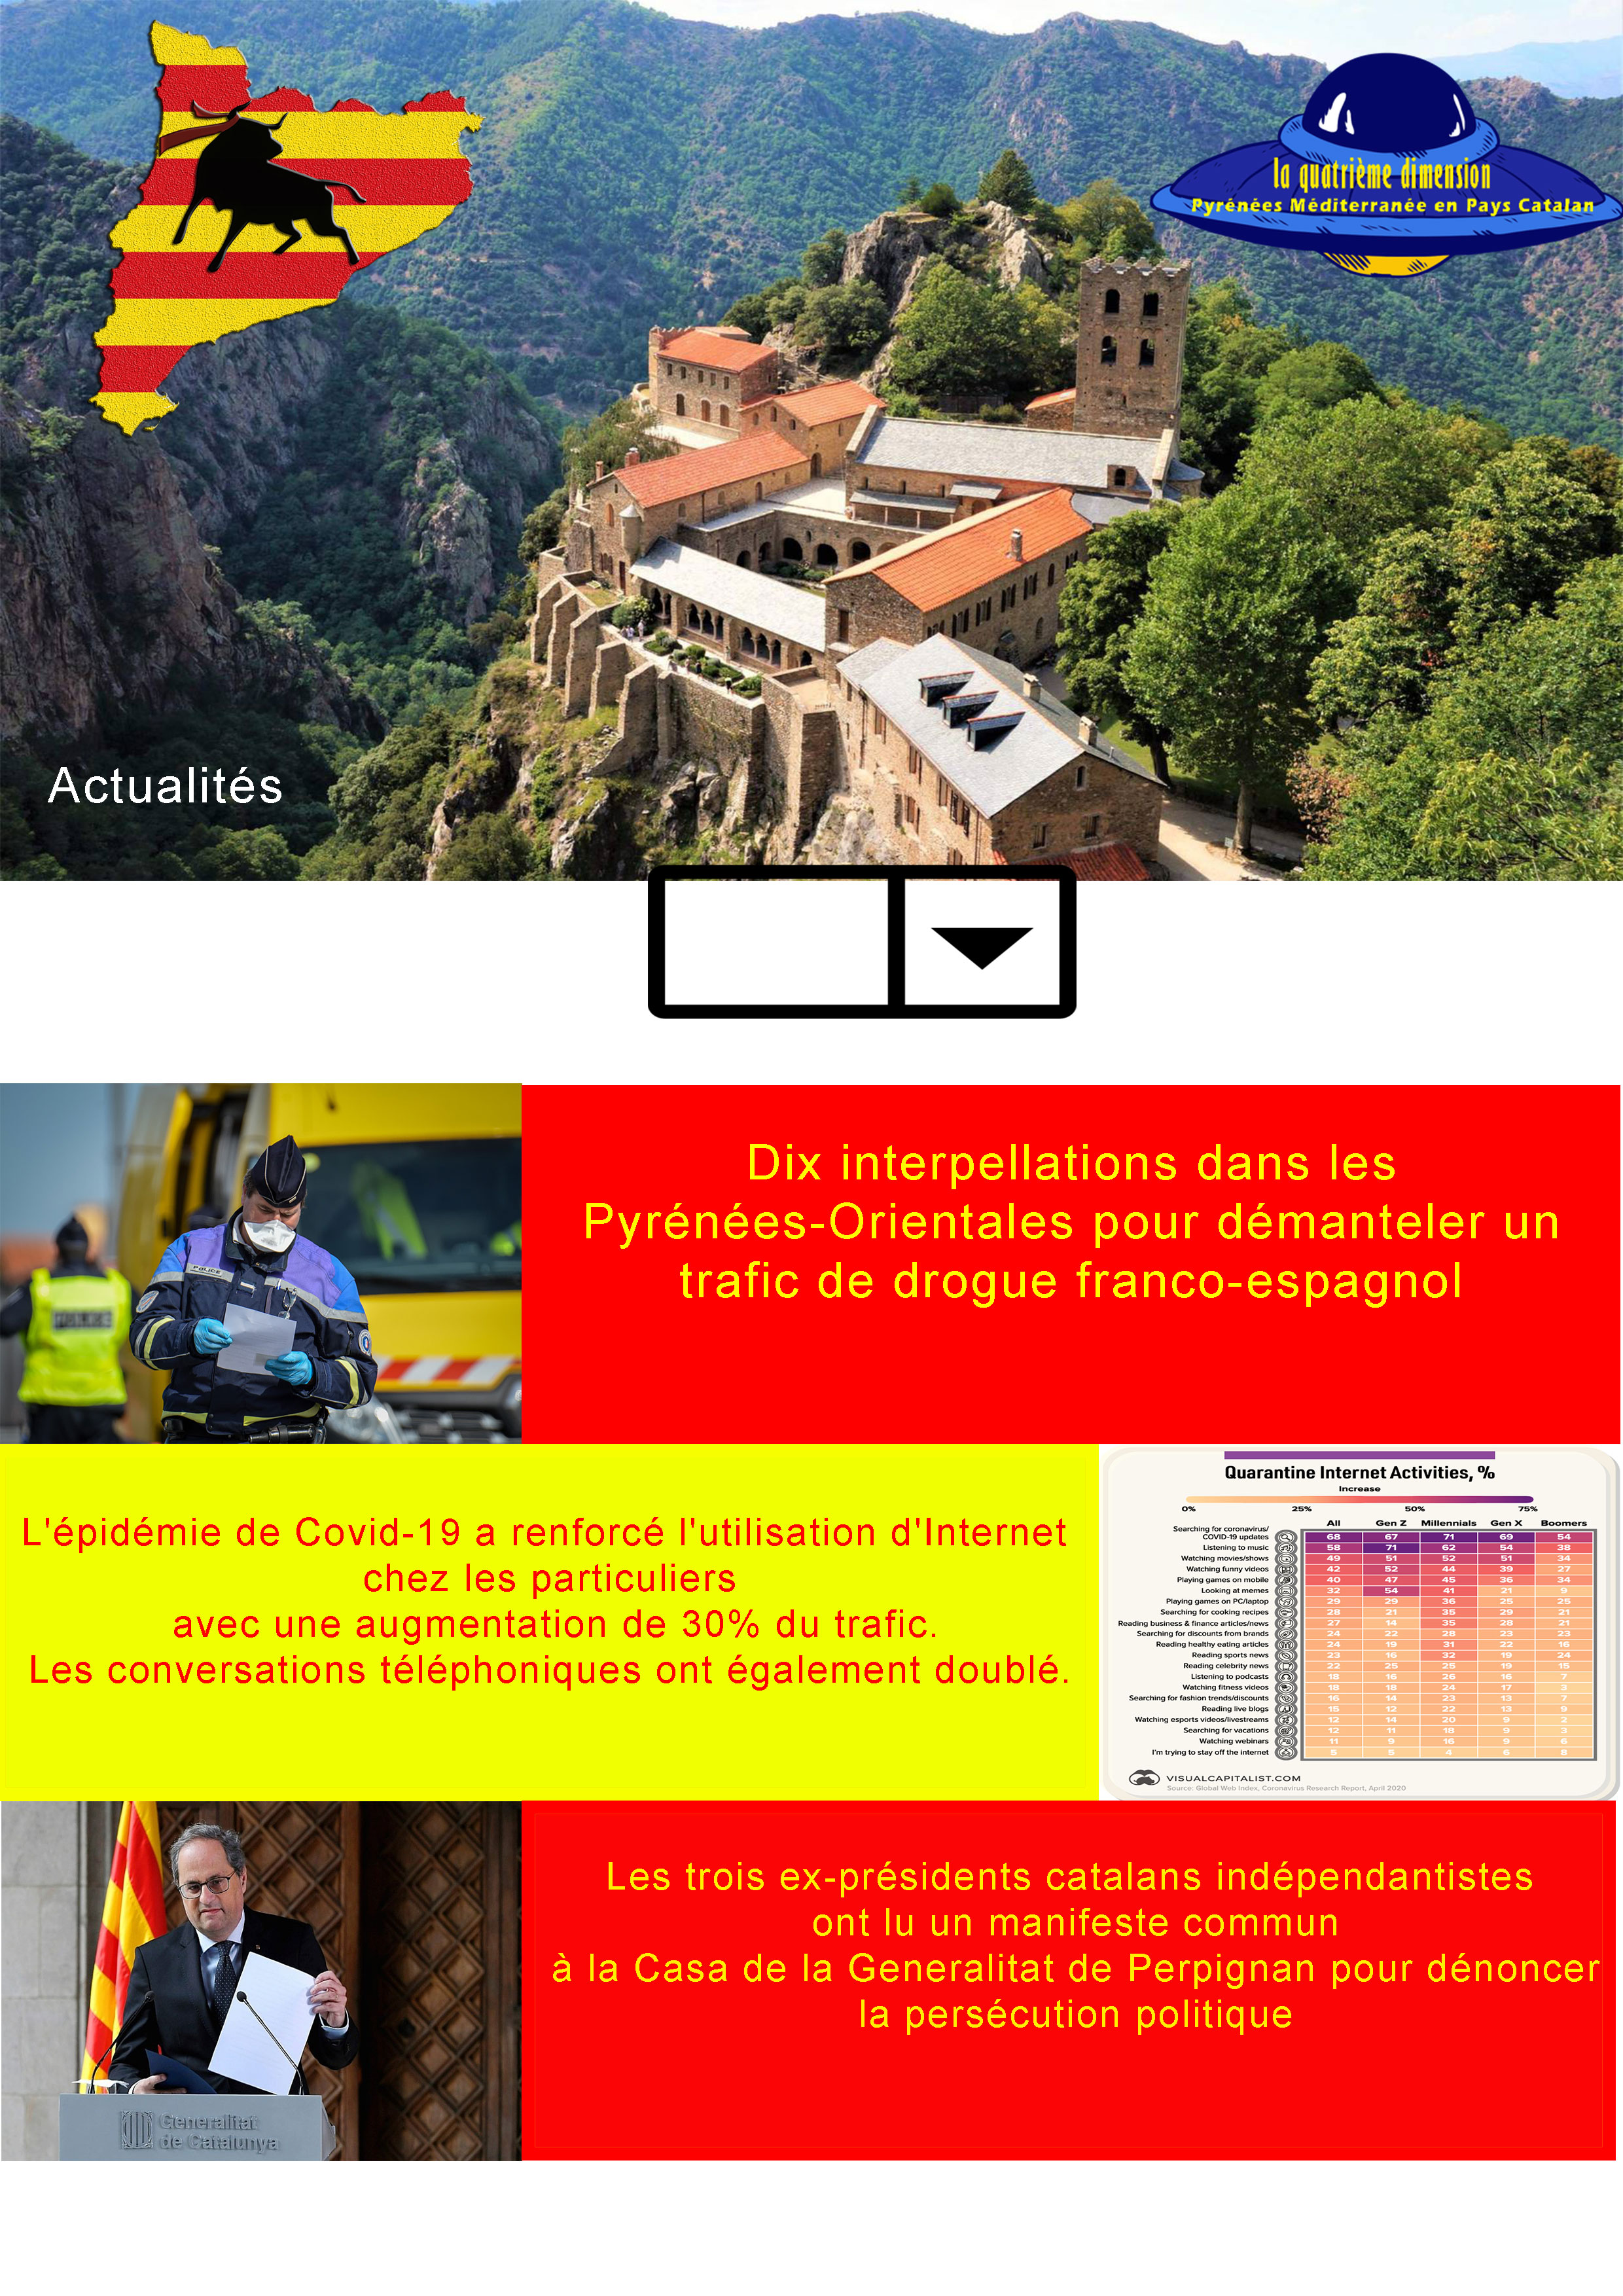 la quatrième dimension
Pyrénées Méditerranée en Pays Catalan
Actualités
Dix interpellations dans les
Pyrénées-Orientales pour démanteler un
trafic de drogue franco-espagnol
POLICE
L'épidémie de Covid-19 a renforcé l'utilisation d'Internet
chez les particuliers
avec une augmentation de 30% du trafic.
Les conversations téléphoniques ont également doublé.
Quarantine Internet Activities, %
Increase
0% 25% 50% 75%
All Gen Z Millennials Gen X Boomers
Searching for coronavirus/
COVID-19 updates 68 67 71 69 54
Listening to music 58 71 62 54 38
Watching movies/shows 49 51 52 51 34
Watching funny videos 42 52 44 39 27
Playing games on mobile 40 47 45 36 34
Looking at memes 32 54 41 21 9
Playing games on PC/laptop 29 29 36 25 25
Searching for cooking recipes 28 21 35 29 21
Reading business & finance articles/news 27 14 35 28 21
Searching for discounts from brands 24 22 28 23 23
Reading healthy eating articles 24 19 31 22 16
Reading sports news 23 16 32 19 24
Reading celebrity news 22 25 25 19 15
Listening to podcasts 18 16 26 16 7
Watching fitness videos 18 18 24 17 3
Searching for fashion trends/discounts 16 14 23 13 7
Reading live blogs 15 12 22 13 9
Watching esports videos/livestreams 12 14 20 9 2
Searching for vacations 12 11 18 9 3
Watching webinars 11 9 16 9 6
I'm trying to stay off the internet 5 5 4 6 8
VISUALCAPITALIST.COM
Source: Global Web Index, Coronavirus Research Report, April 2020
Les trois ex-présidents catalans indépendantistes
ont lu un manifeste commun
à la Casa de la Generalitat de Perpignan pour dénoncer
la persécution politique
Generalitat
de Catalunya